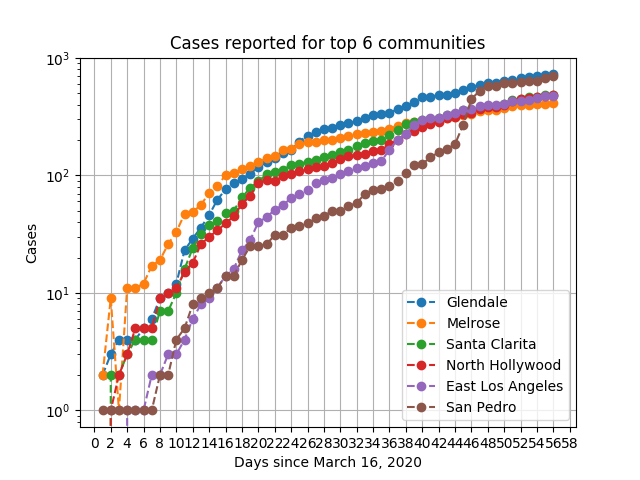 Cases reported for top 6 communities
10³
10²
10¹
10⁰
Cases
Glendale
Melrose
Santa Clarita
North Hollywood
East Los Angeles
San Pedro
0 2 4 6 8 10 12 14 16 18 20 22 24 26 28 30 32 34 36 38 40 42 44 46 48 50 52 54 56 58
Days since March 16, 2020